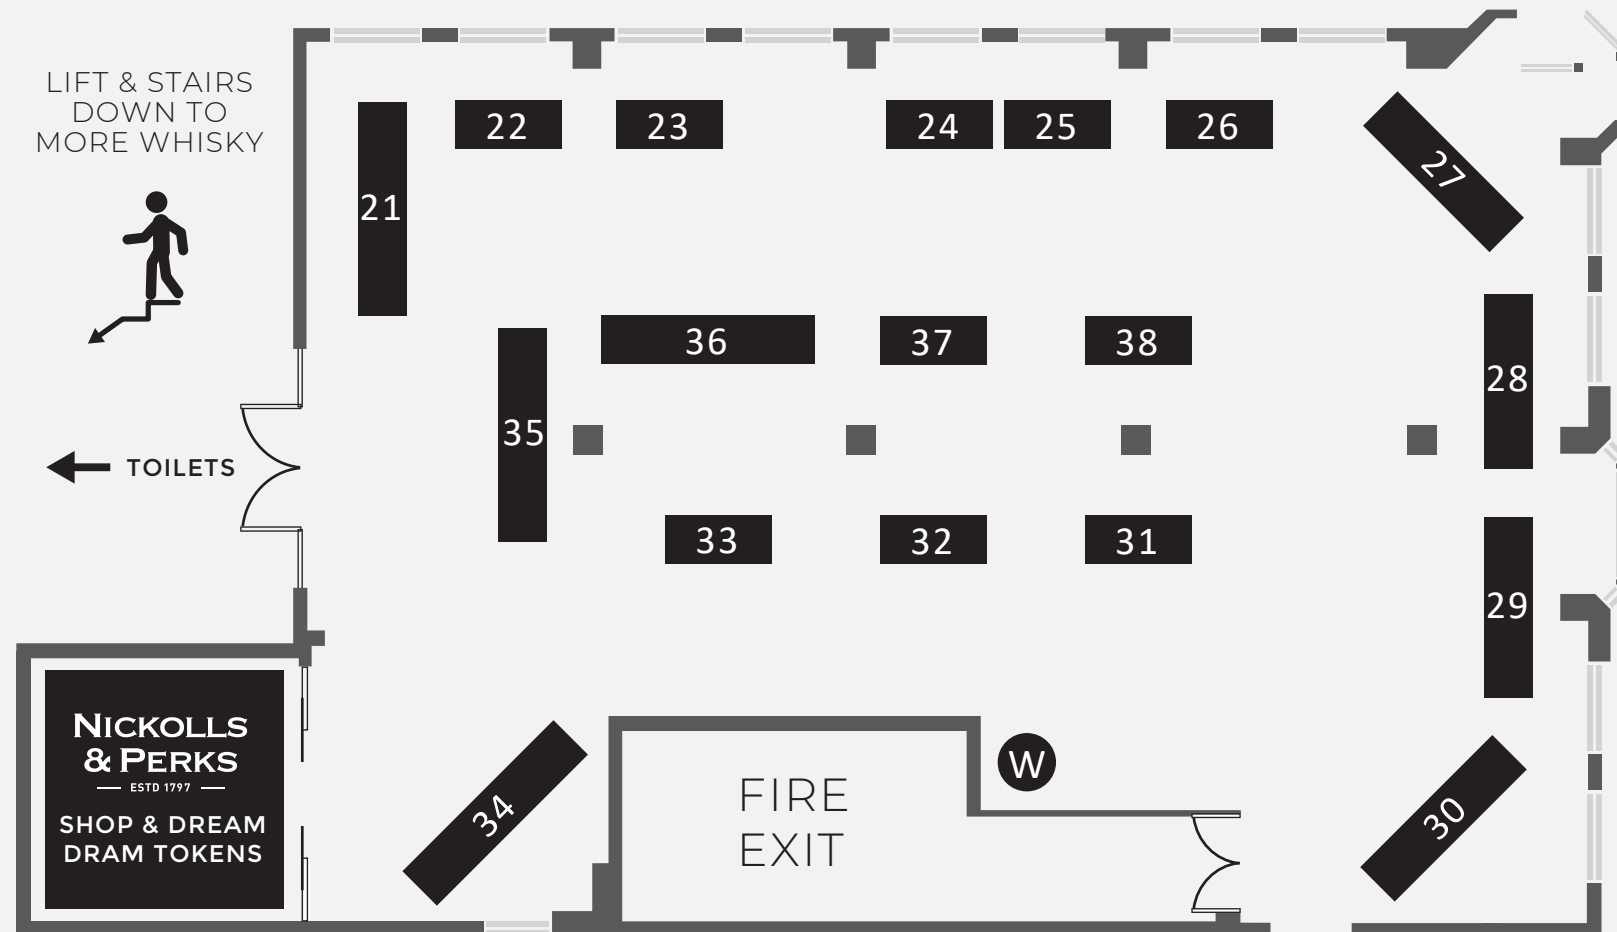 LIFT & STAIRS
DOWN TO
MORE WHISKY
22
23
24
25
26
27
21
36
37
38
28
35
TOILETS
33
32
31
29
NICKOLLS
& PERKS
ESTD 1797
SHOP & DREAM
DRAM TOKENS
34
FIRE
EXIT
W
30